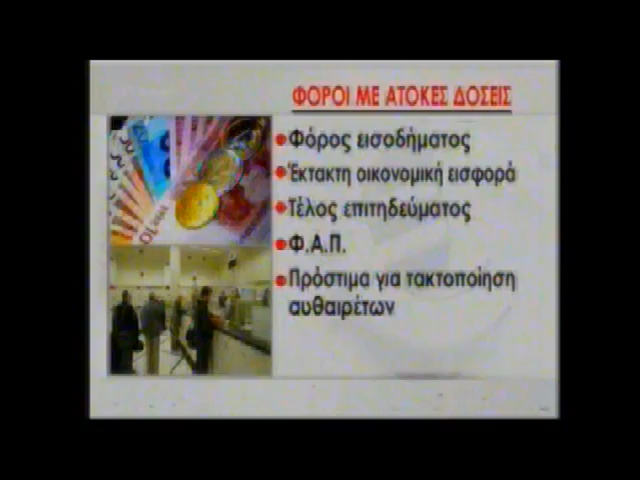 ΦΟΡΟΙ ΜΕ ΑΤΟΚΕΣ ΔΟΣΕΙΣ
Φόρος εισοδήματος
Έκτακτη οικονομική εισφορά
Τέλος επιτηδεύματος
Φ.Α.Π.
Πρόστιμα για τακτοποίηση
αυθαιρέτων